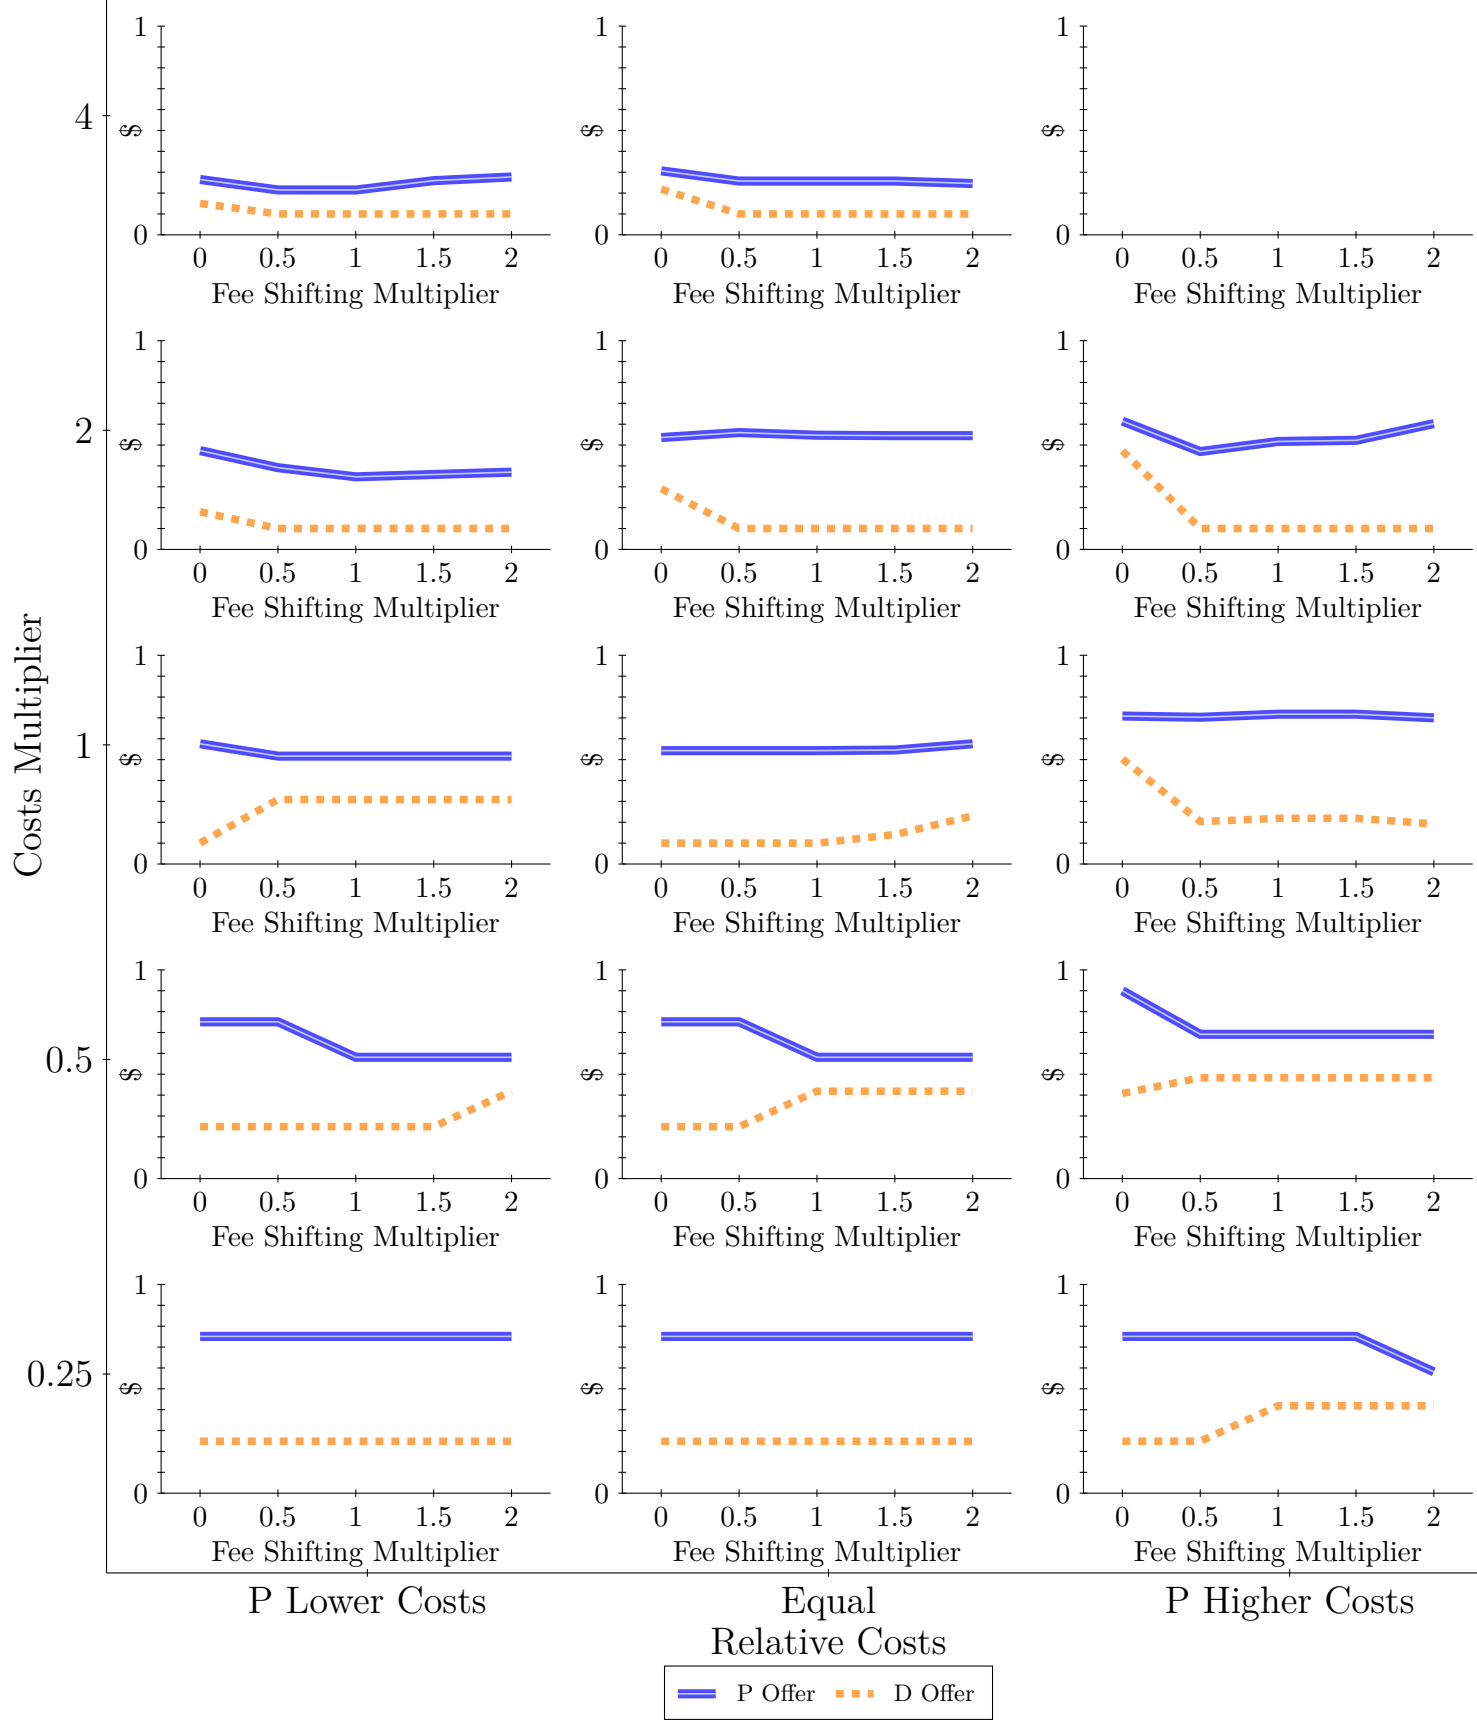 1 1 1
4 $ $ $
0 0 0
0 0.5 1 1.5 2 0 0.5 1 1.5 2 0 0.5 1 1.5 2
Fee Shifting Multiplier Fee Shifting Multiplier Fee Shifting Multiplier
1 1 1
2 $ $ $
0 0 0
0 0.5 1 1.5 2 0 0.5 1 1.5 2 0 0.5 1 1.5 2
Fee Shifting Multiplier Fee Shifting Multiplier Fee Shifting Multiplier
Costs Multiplier
1 1 1
1 $ $ $
0 0 0
0 0.5 1 1.5 2 0 0.5 1 1.5 2 0 0.5 1 1.5 2
Fee Shifting Multiplier Fee Shifting Multiplier Fee Shifting Multiplier
1 1 1
0.5 $ $ $
0 0 0
0 0.5 1 1.5 2 0 0.5 1 1.5 2 0 0.5 1 1.5 2
Fee Shifting Multiplier Fee Shifting Multiplier Fee Shifting Multiplier
1 1 1
0.25 $ $ $
0 0 0
0 0.5 1 1.5 2 0 0.5 1 1.5 2 0 0.5 1 1.5 2
Fee Shifting Multiplier Fee Shifting Multiplier Fee Shifting Multiplier
P Lower Costs Equal P Higher Costs
Relative Costs
P Offer D Offer